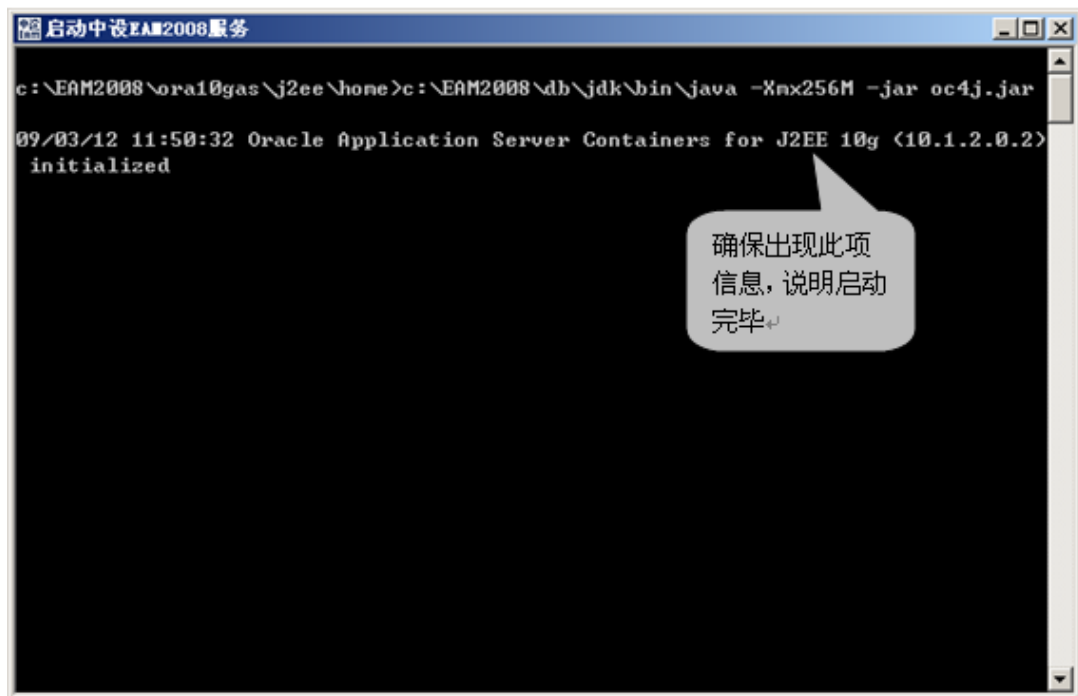 启动中设EAM2008服务
c:\EAM2008\ora10gas\j2ee\home>c:\EAM2008\db\jdk\bin\java -Xmx256M -jar oc4j.jar
09/03/12 11:50:32 Oracle Application Server Containers for J2EE 10g (10.1.2.0.2)
initialized
确保出现此项
信息，说明启动
完毕↵